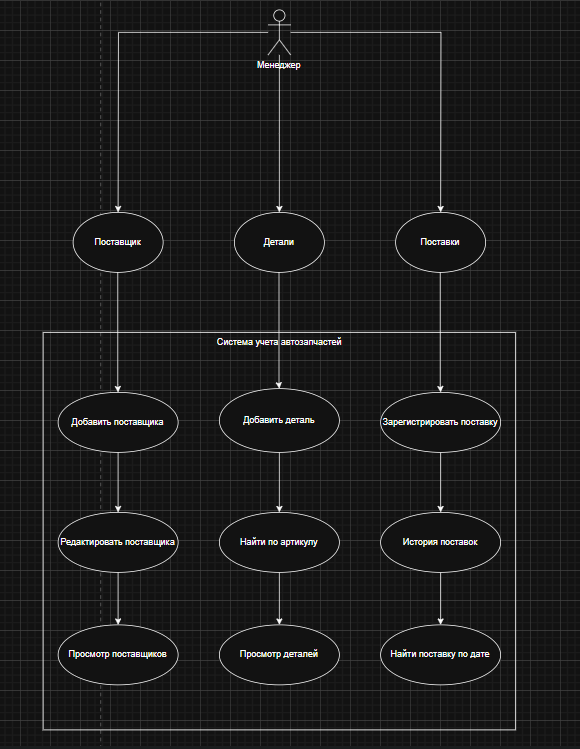 Менеджер
Поставщик
Детали
Поставки
Система учета автозапчастей
Добавить поставщика
Добавить деталь
Зарегистрировать поставку
Редактировать поставщика
Найти по артикулу
История поставок
Просмотр поставщиков
Просмотр деталей
Найти поставку по дате